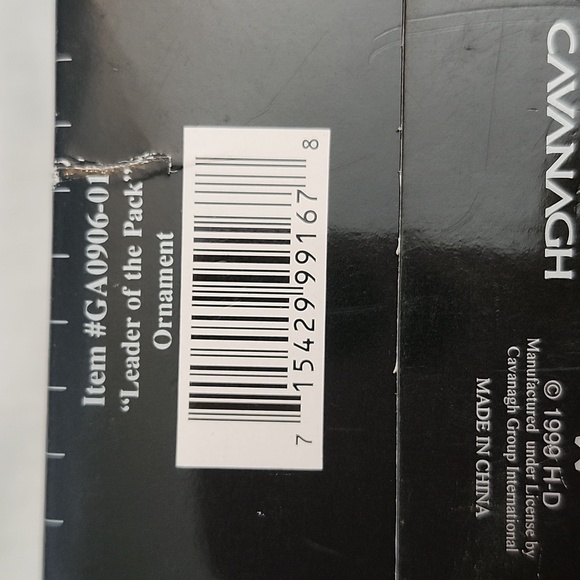 Item #GA0906-01
“Leader of the Pack”
Ornament
7 15429 99167 8
CAVANAGH
© H-D
Manufactured under License by
Cavanagh Group International
MADE IN CHINA